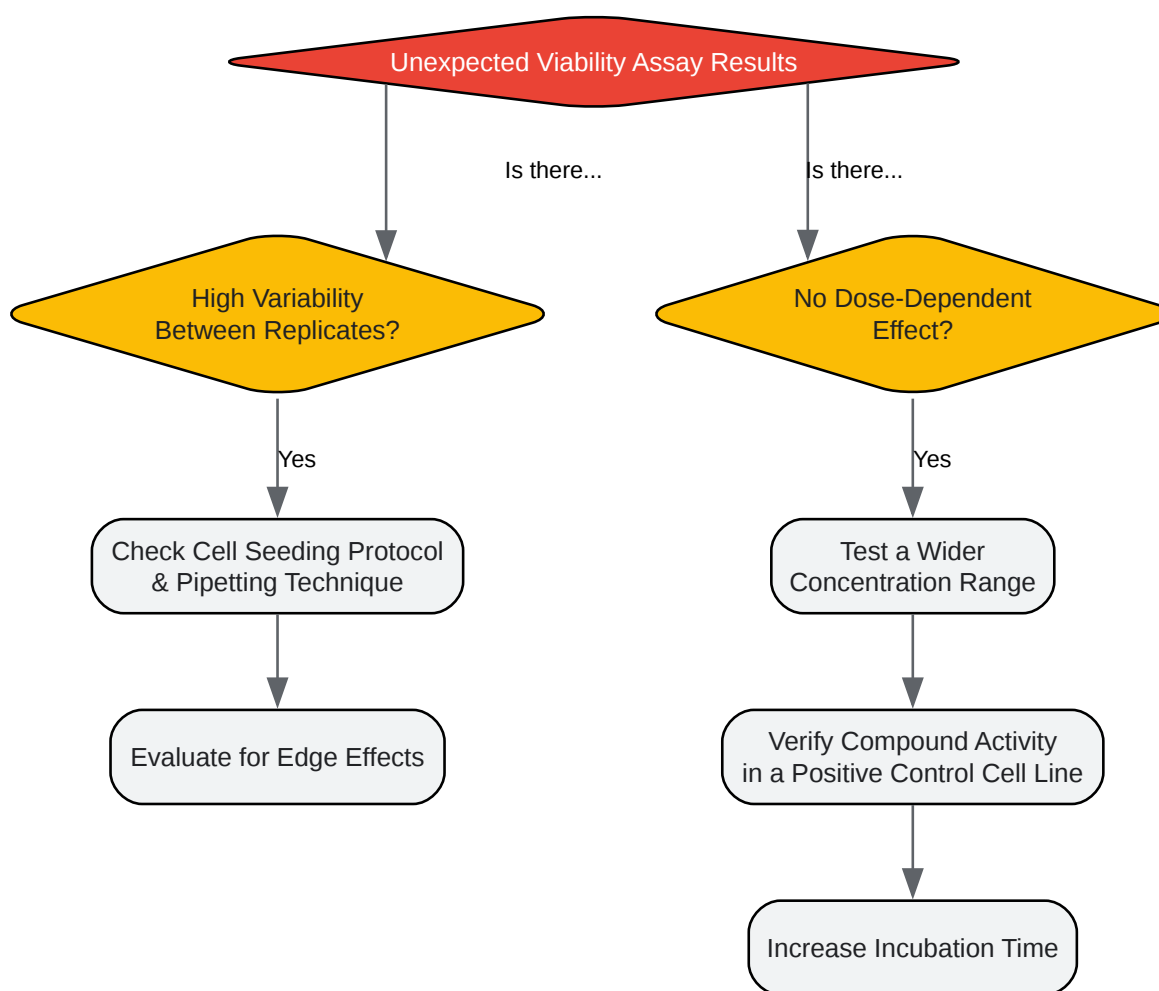 Unexpected Viability Assay Results
Is there...
Is there...
High Variability
Between Replicates?
No Dose-Dependent
Effect?
Yes
Yes
Check Cell Seeding Protocol
& Pipetting Technique
Test a Wider
Concentration Range
Evaluate for Edge Effects
Verify Compound Activity
in a Positive Control Cell Line
Increase Incubation Time